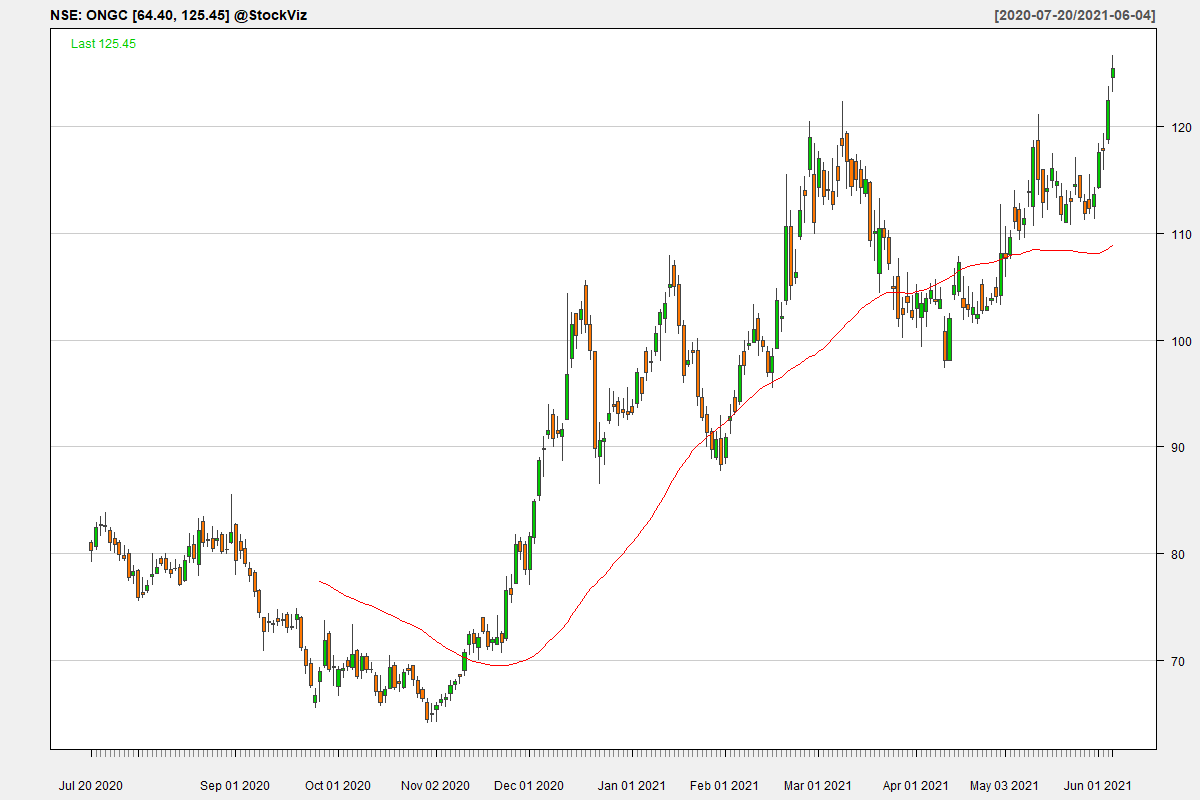 NSE: ONGC [64.40, 125.45] @StockViz
[2020-07-20/2021-06-04]
Last 125.45
120
110
100
90
80
70
Jul 20 2020
Sep 01 2020
Oct 01 2020
Nov 02 2020
Dec 01 2020
Jan 01 2021
Feb 01 2021
Mar 01 2021
Apr 01 2021
May 03 2021
Jun 01 2021